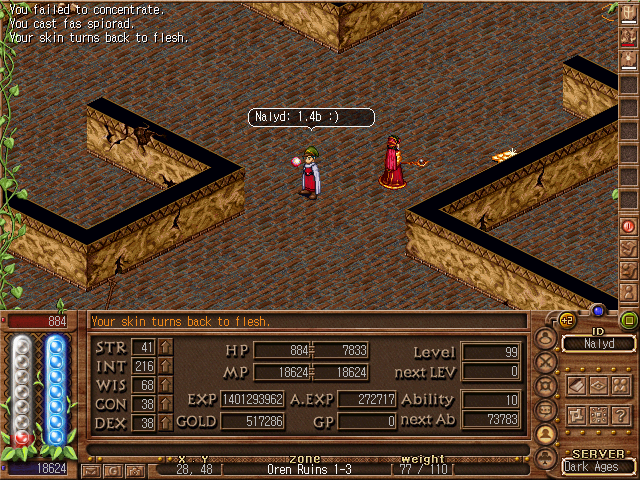 You failed to concentrate.
You cast fas spiorad.
Your skin turns back to flesh.
Nalyd: 1.4b :)
884
Your skin turns back to flesh.
+2
ID
Nalyd
STR 41
INT 216
WIS 68
CON 38
DEX 38
HP 884 7833
MP 18624 18624
EXP 1401293962 A.EXP 272717
GOLD 517286 GP 0
Level 99
next LEV 0
Ability 10
next Ab 73783
18624
x y zone weight
28, 48 [ Oren Ruins 1-3 ] 77 / 110
SERVER
Dark Ages